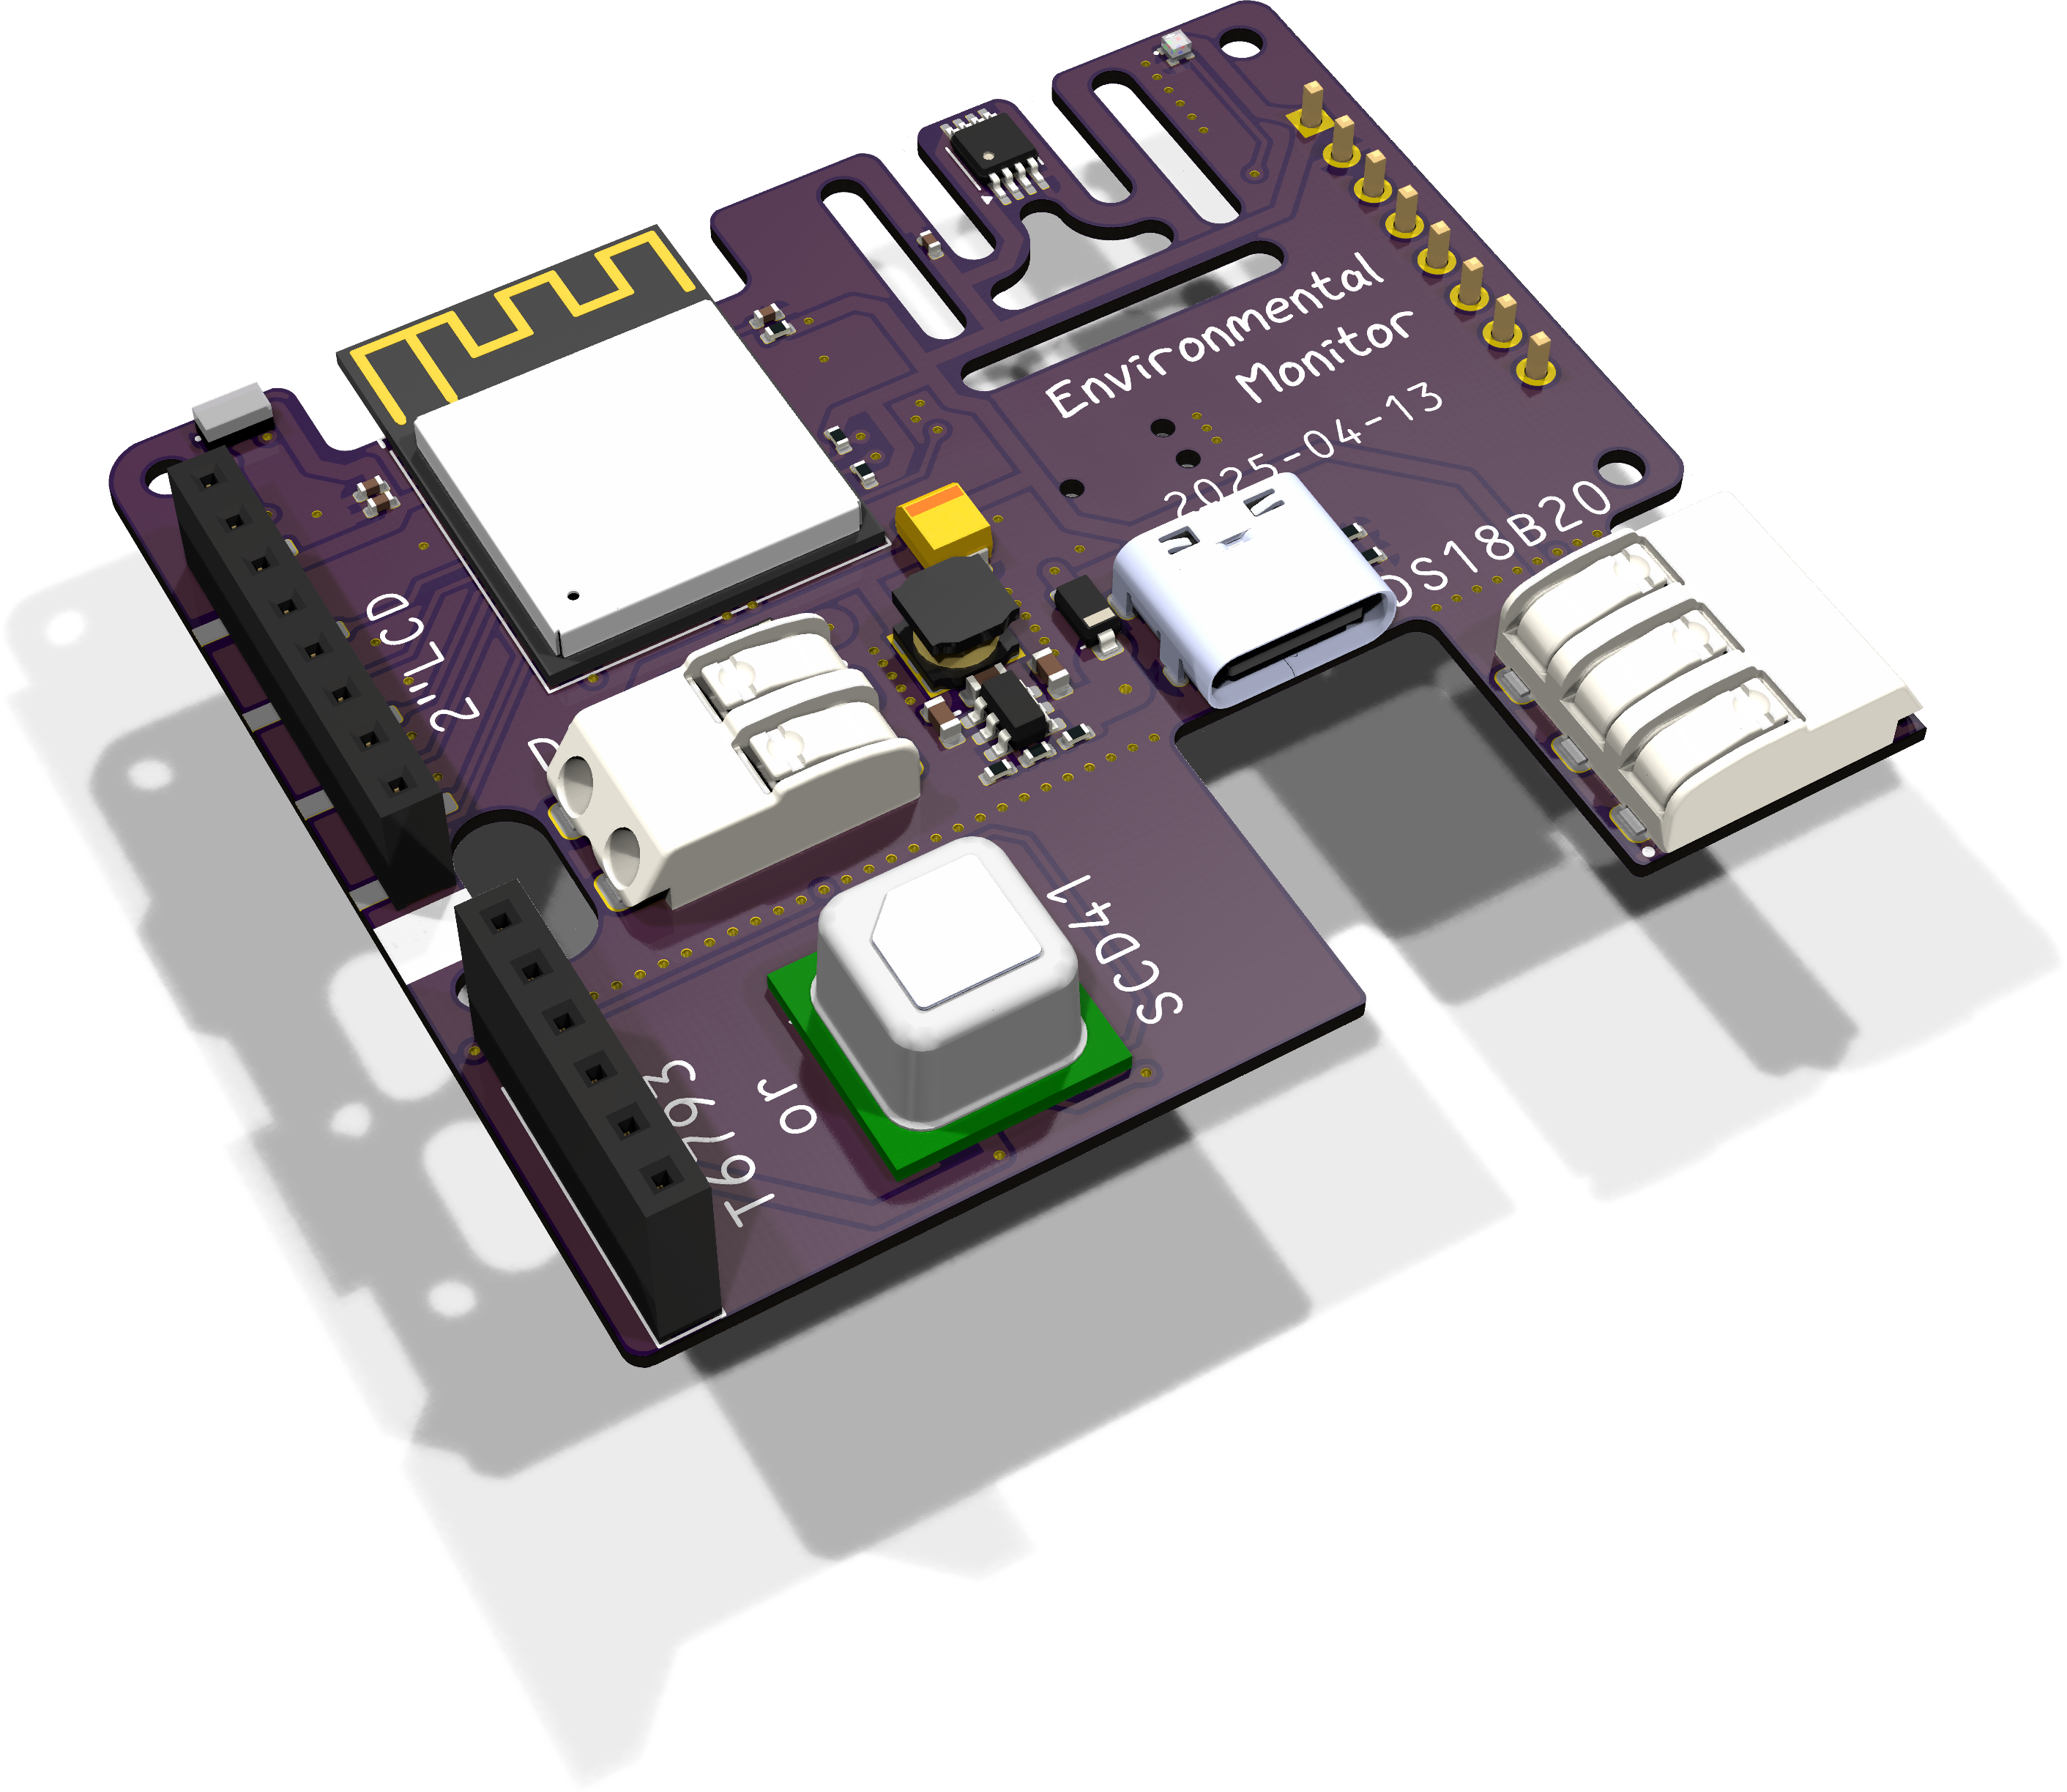 Environmental
Monitor
2025-04-13
DS18B20
2" LCD
SCD41
or
T6793